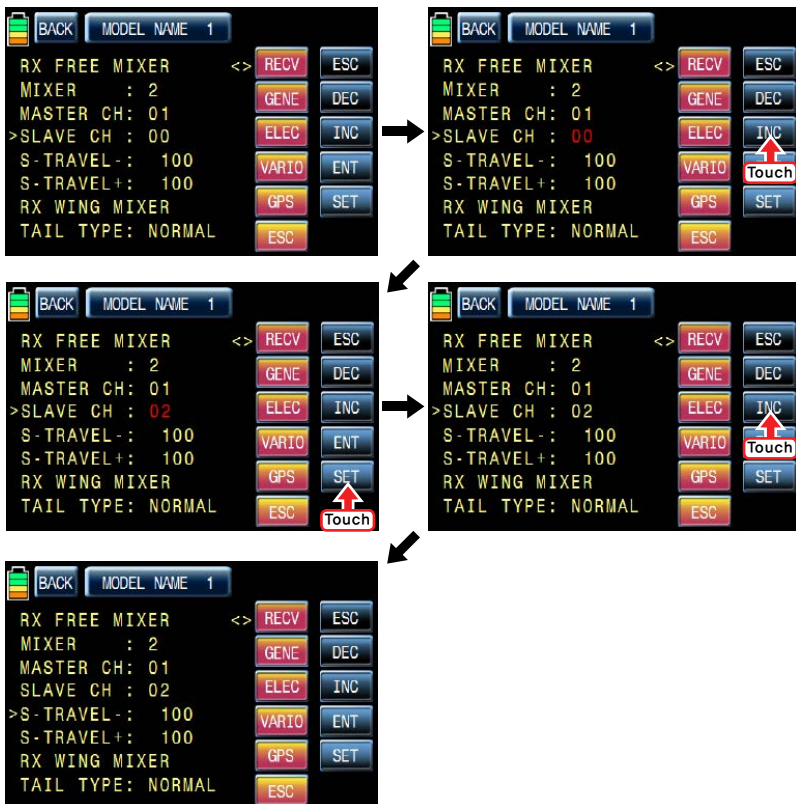 BACK MODEL NAME 1
RX FREE MIXER <> RECV ESC
MIXER : 2 GENE DEC
MASTER CH: 01
>SLAVE CH : 00 ELEC INC
S-TRAVEL-: 100 VARIO ENT
S-TRAVEL+: 100
RX WING MIXER GPS SET
TAIL TYPE: NORMAL ESC
BACK MODEL NAME 1
RX FREE MIXER <> RECV ESC
MIXER : 2 GENE DEC
MASTER CH: 01
>SLAVE CH : 00 ELEC INC
S-TRAVEL-: 100 VARIO Touch
S-TRAVEL+: 100
RX WING MIXER GPS SET
TAIL TYPE: NORMAL ESC
BACK MODEL NAME 1
RX FREE MIXER <> RECV ESC
MIXER : 2 GENE DEC
MASTER CH: 01
>SLAVE CH : 02 ELEC INC
S-TRAVEL-: 100 VARIO ENT
S-TRAVEL+: 100
RX WING MIXER GPS SET
TAIL TYPE: NORMAL ESC Touch
BACK MODEL NAME 1
RX FREE MIXER <> RECV ESC
MIXER : 2 GENE DEC
MASTER CH: 01
>SLAVE CH : 02 ELEC INC
S-TRAVEL-: 100 VARIO Touch
S-TRAVEL+: 100
RX WING MIXER GPS SET
TAIL TYPE: NORMAL ESC
BACK MODEL NAME 1
RX FREE MIXER <> RECV ESC
MIXER : 2 GENE DEC
MASTER CH: 01
SLAVE CH : 02 ELEC INC
>S-TRAVEL-: 100 VARIO ENT
S-TRAVEL+: 100
RX WING MIXER GPS SET
TAIL TYPE: NORMAL ESC